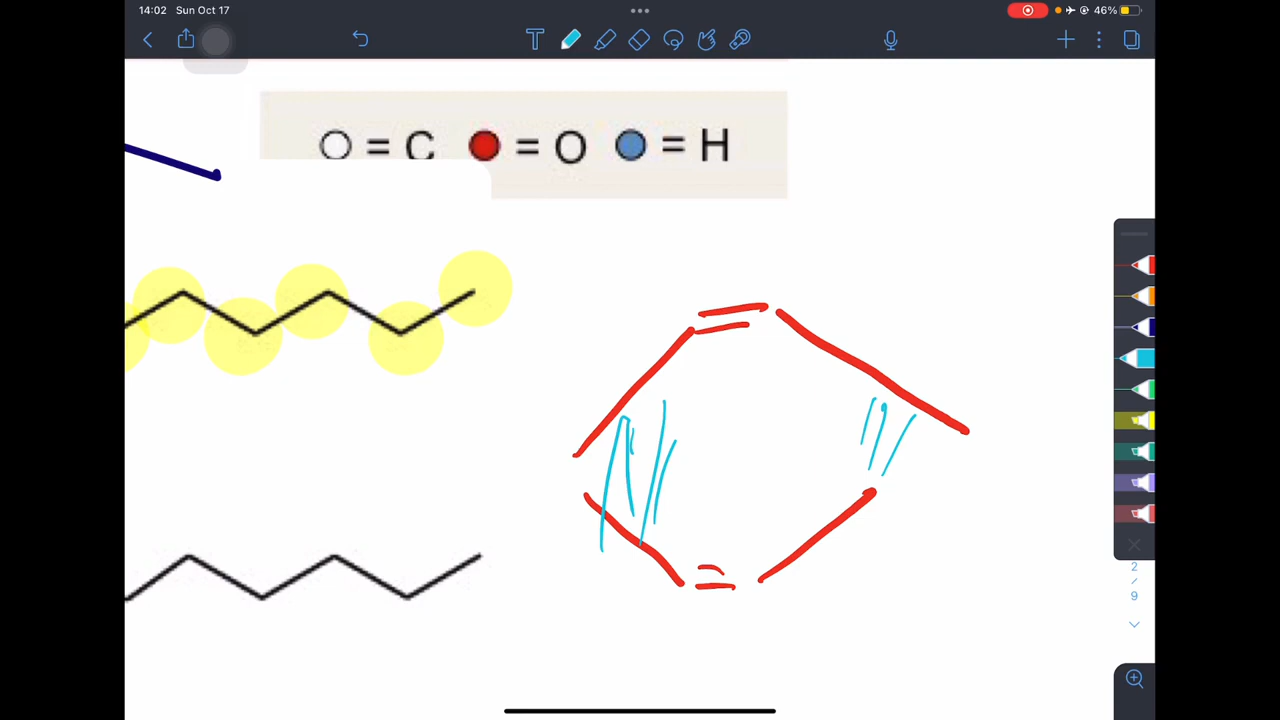 14:02 Sun Oct 17
46%
T
= C = O = H
2
/
9